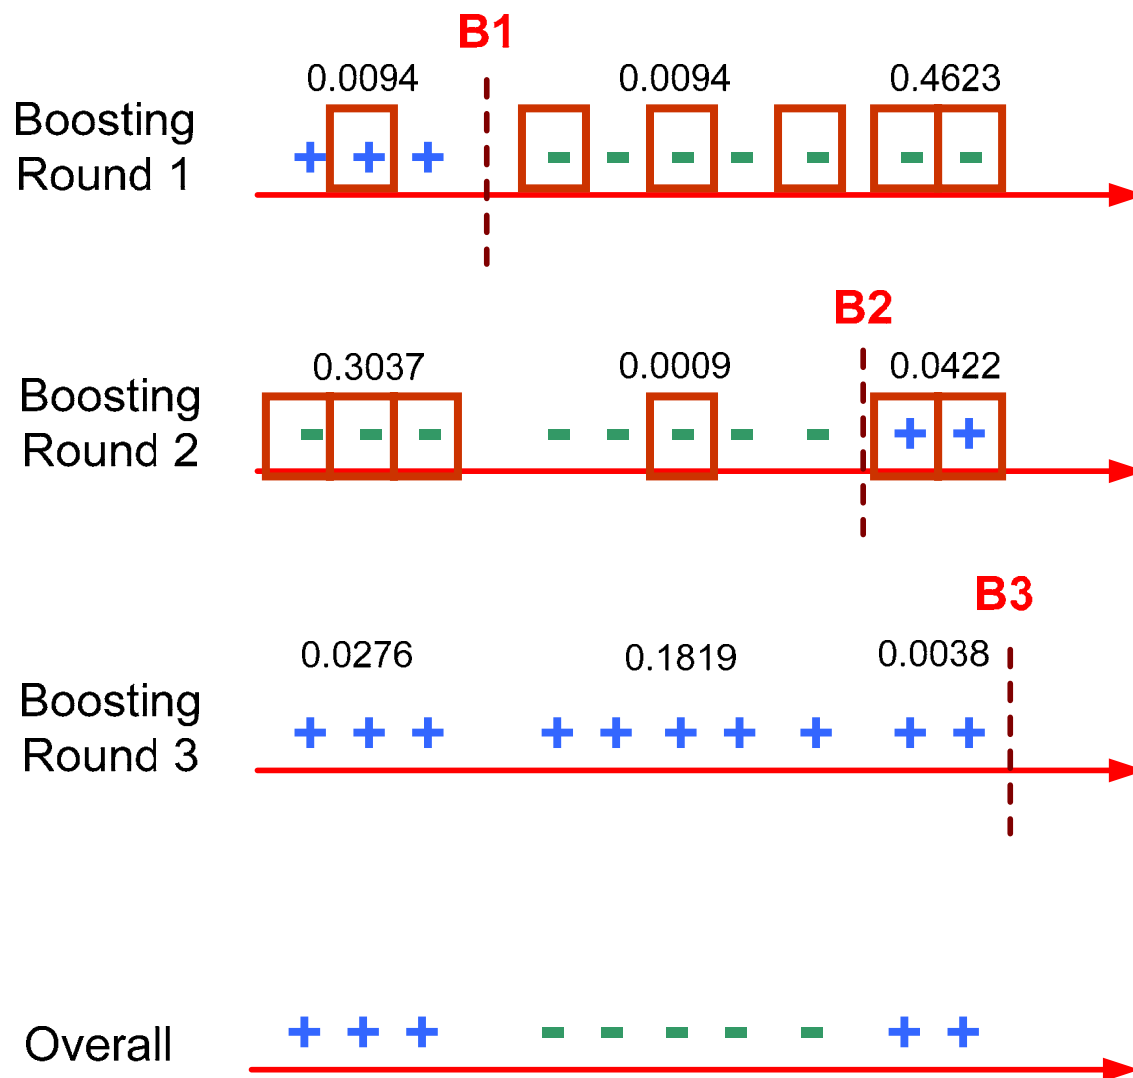 B1
0.0094 0.0094 0.4623
Boosting
Round 1
+ + + - - - - - - -
B2
0.3037 0.0009 0.0422
Boosting
Round 2
- - - - - - - - + +
B3
0.0276 0.1819 0.0038
Boosting
Round 3
+ + + + + + + + + +
Overall
+ + + - - - - - + +